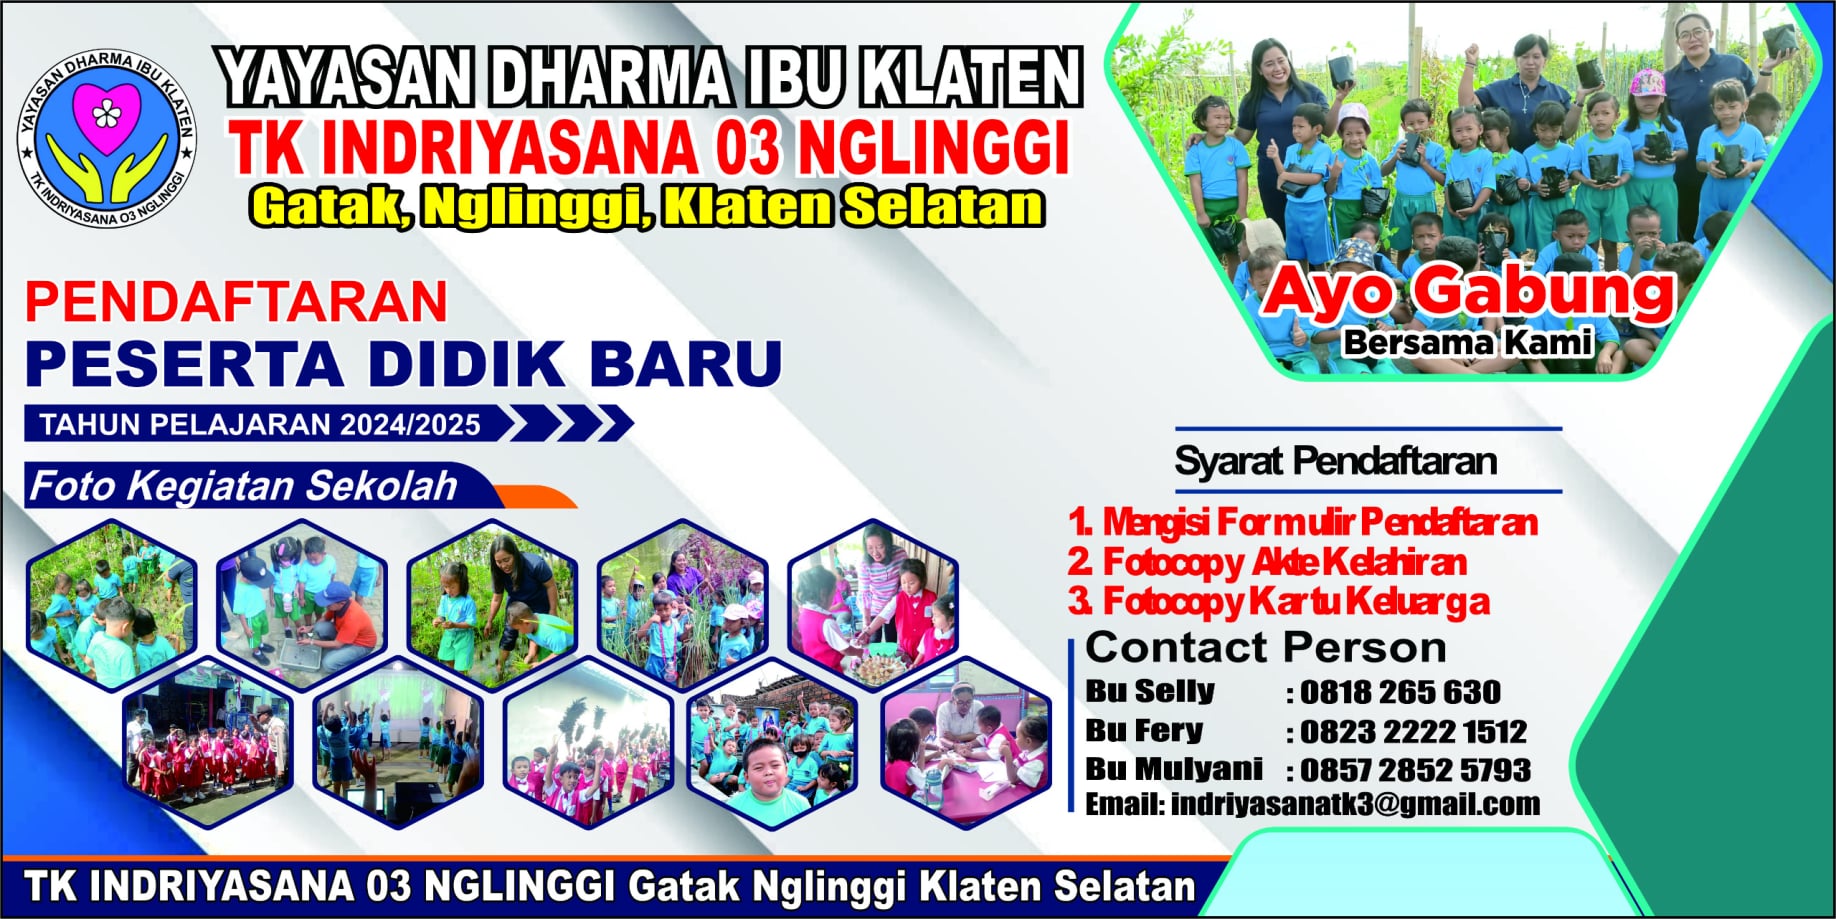 YAYASAN DHARMA IBU KLATEN
TK INDRIYASANA 03 NGLINGGI
YAYASAN DHARMA IBU KLATEN
TK INDRIYASANA 03 NGLINGGI
Gatak, Nglinggi, Klaten Selatan
Ayo Gabung
Bersama Kami
PENDAFTARAN
PESERTA DIDIK BARU
TAHUN PELAJARAN 2024/2025
Foto Kegiatan Sekolah
Syarat Pendaftaran
1. Mengisi Formulir Pendaftaran
2. Fotocopy Akte Kelahiran
3. Fotocopy Kartu Keluarga
Contact Person
Bu Selly : 0818 265 630
Bu Fery : 0823 2222 1512
Bu Mulyani : 0857 2852 5793
Email: indriyasanatk3@gmail.com
TK INDRIYASANA 03 NGLINGGI Gatak Nglinggi Klaten Selatan